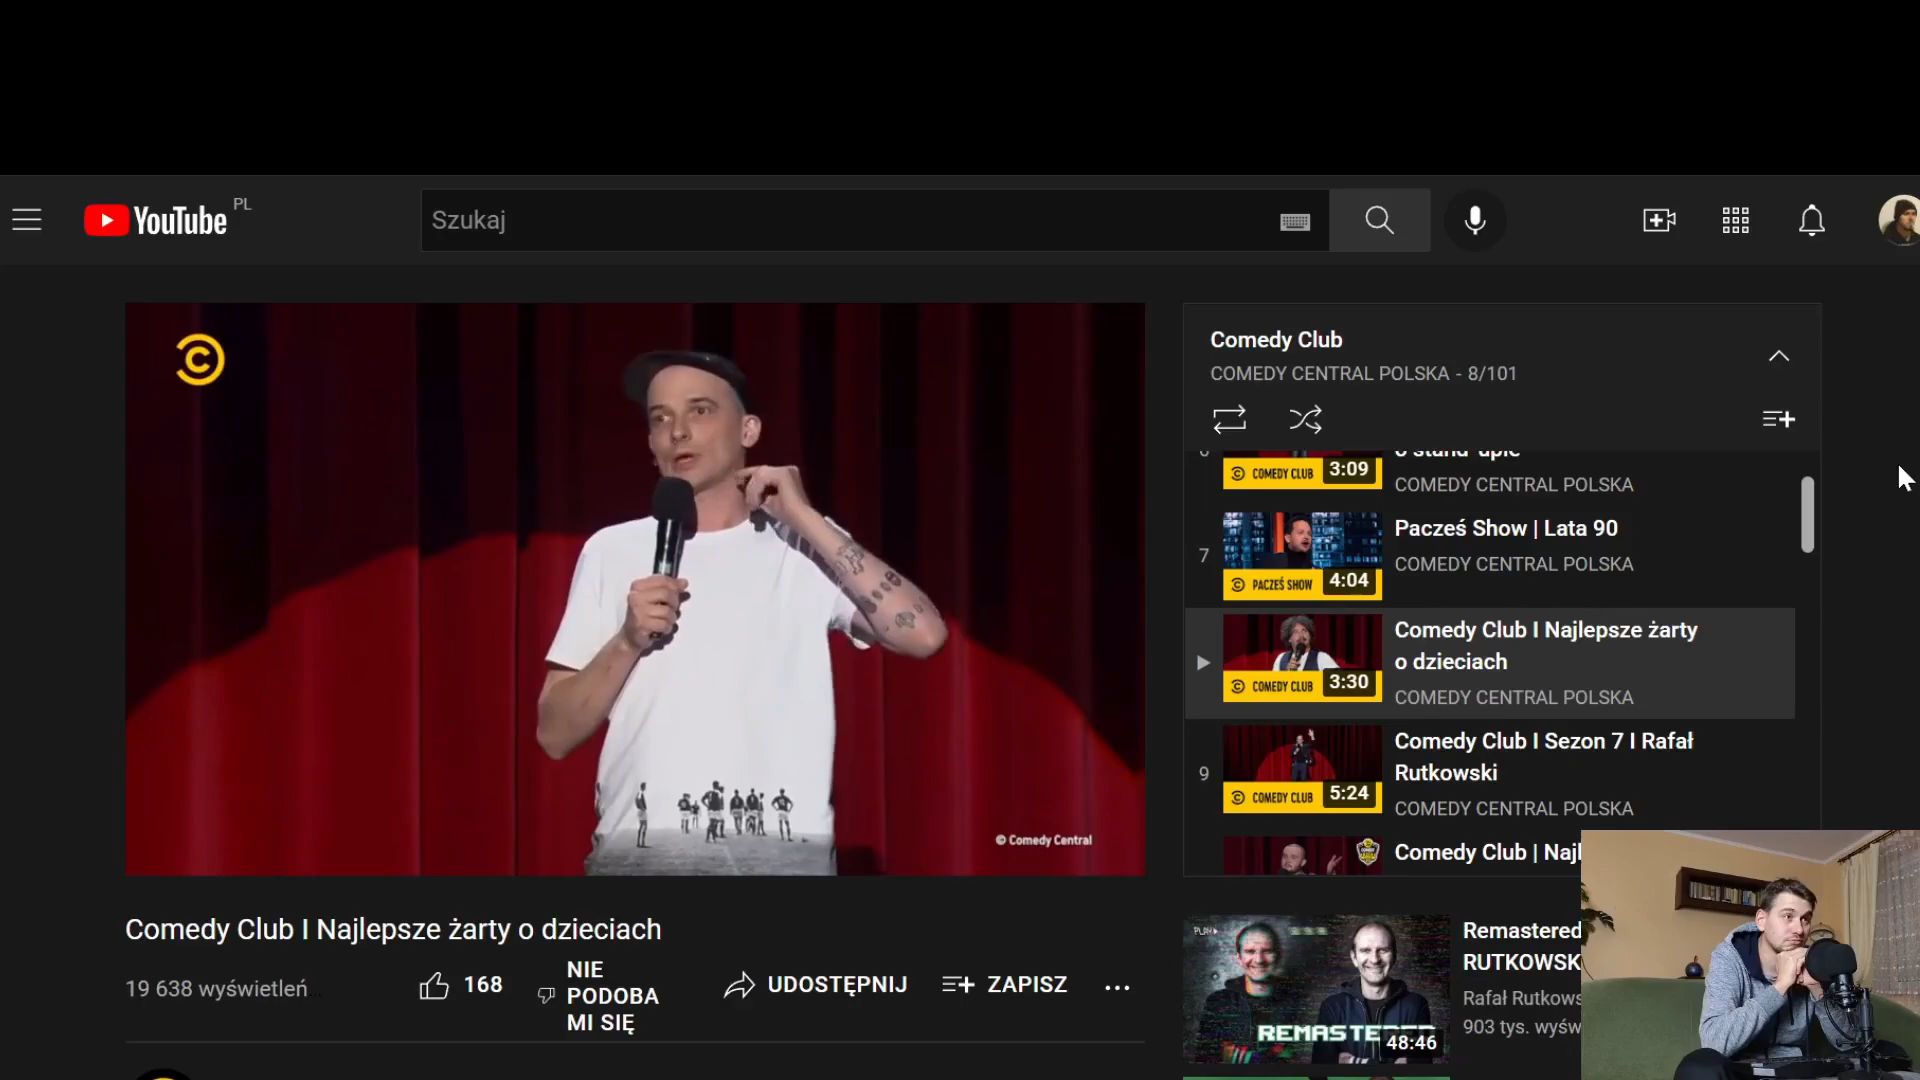 YouTube PL
Szukaj
© Comedy Central
Comedy Club I Najlepsze żarty o dzieciach
19 638 wyświetleń...
168
NIE
PODOBA
MI SIĘ
UDOSTĘPNIJ
ZAPISZ
Comedy Club
COMEDY CENTRAL POLSKA - 8/101
o stand-upie
COMEDY CENTRAL POLSKA
COMEDY CLUB
3:09
7
Pacześ Show | Lata 90
COMEDY CENTRAL POLSKA
PACZEŚ SHOW
4:04
Comedy Club I Najlepsze żarty
o dzieciach
COMEDY CENTRAL POLSKA
COMEDY CLUB
3:30
9
Comedy Club I Sezon 7 I Rafał
Rutkowski
COMEDY CENTRAL POLSKA
COMEDY CLUB
5:24
Comedy Club | Naj
PLAY
REMASTERED
48:46
Remastered
RUTKOWSK
Rafał Rutkows
903 tys. wyśw